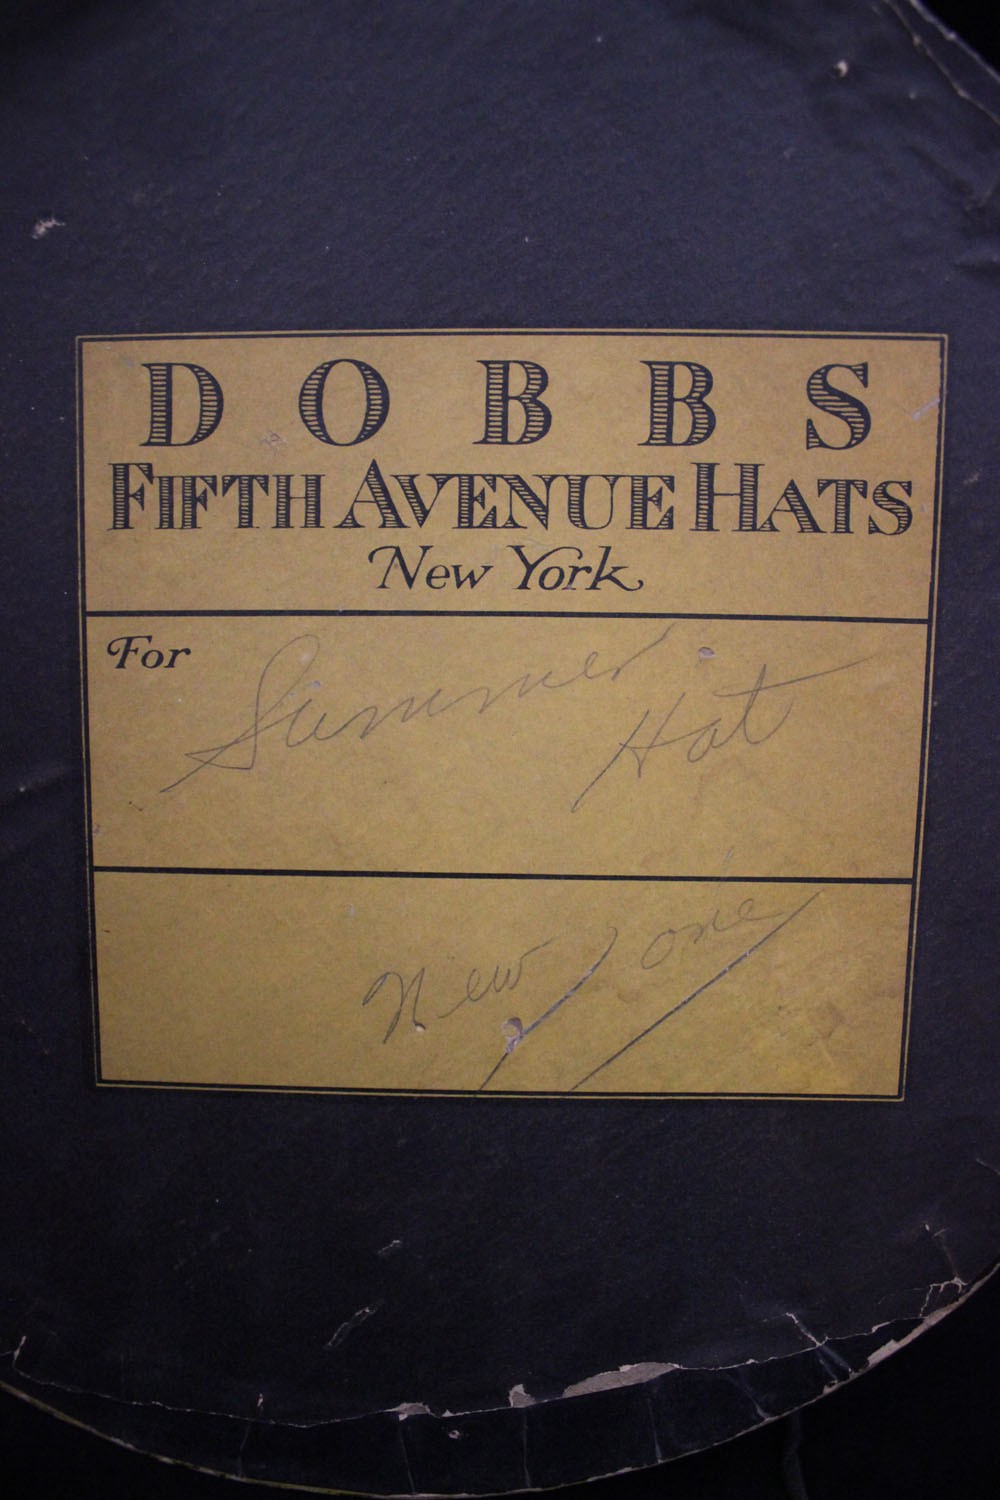 DOBBS
FIFTH AVENUE HATS
New York
For Summer
Hat
New one